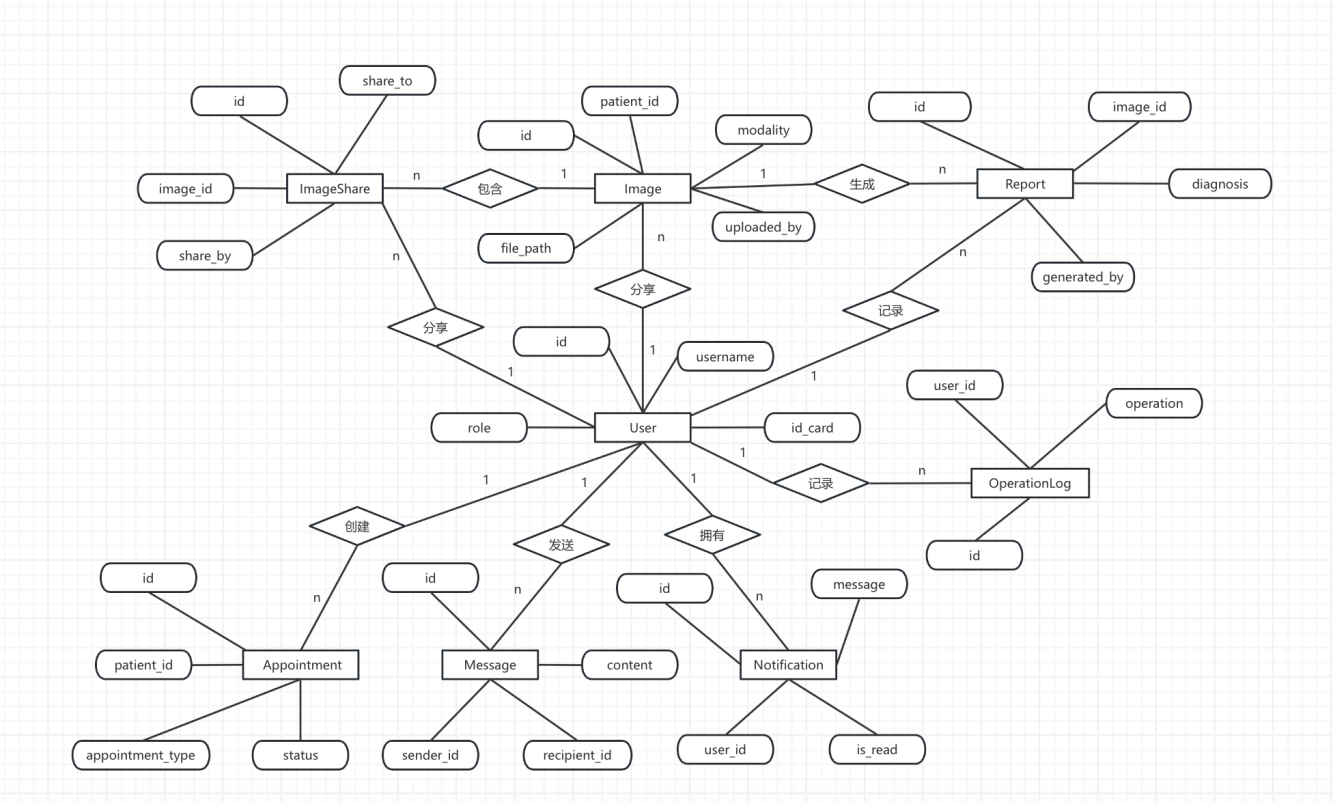 share_to
id
patient_id
id
image_id
modality
id
image_id
ImageShare
n
包含
1
Image
1
生成
n
Report
diagnosis
share_by
file_path
uploaded_by
n
n
n
generated_by
分享
分享
记录
id
username
1
1
1
user_id
operation
role
User
id_card
1
记录
n
OperationLog
1
1
1
创建
发送
拥有
id
id
id
id
message
n
n
n
patient_id
Appointment
Message
content
Notification
appointment_type
status
sender_id
recipient_id
user_id
is_read